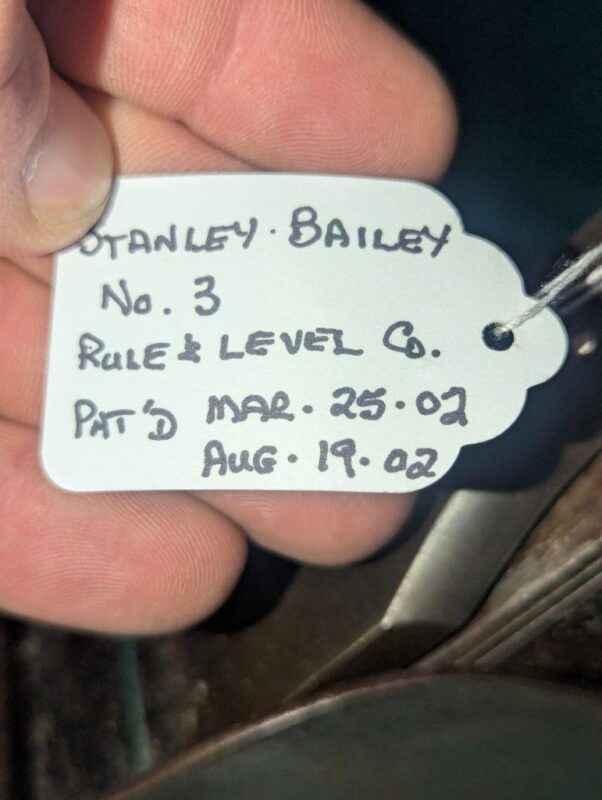 STANLEY · BAILEY
No. 3
RULE & LEVEL CO.
PAT'D MAR · 25 · 02
AUG · 19 · 02